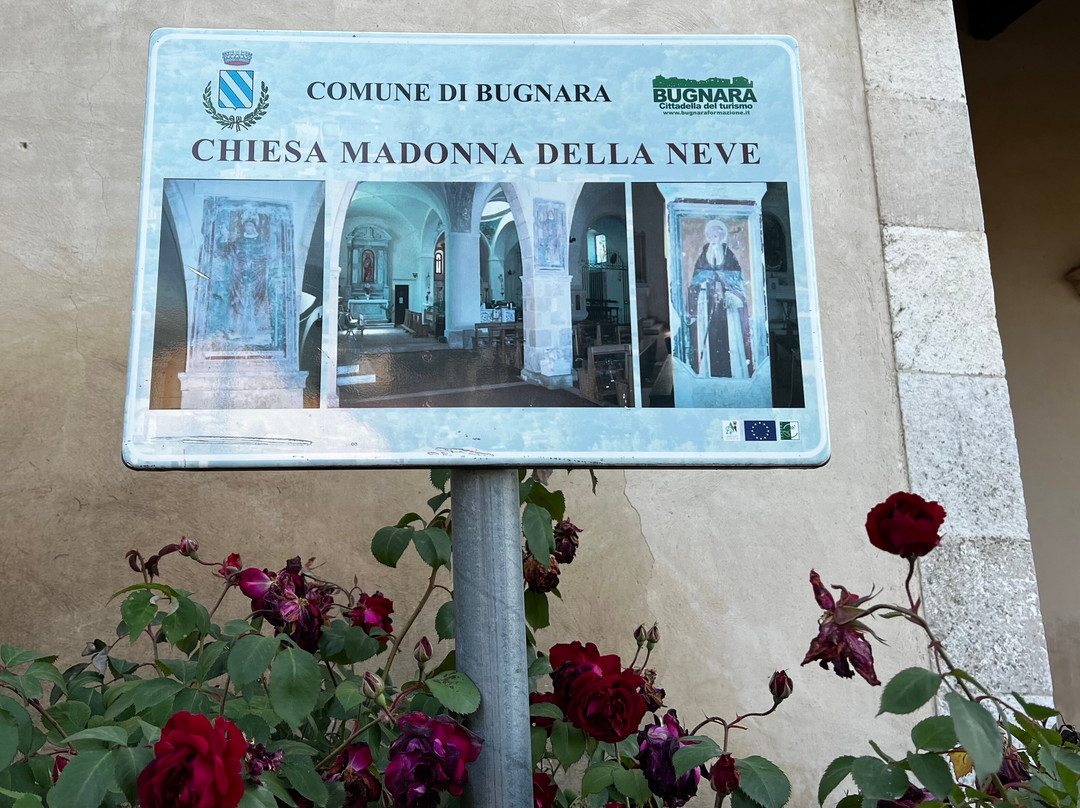 COMUNE DI BUGNARA
BUGNARA
Cittadella del turismo
www.bugnaraformazione.it
CHIESA MADONNA DELLA NEVE